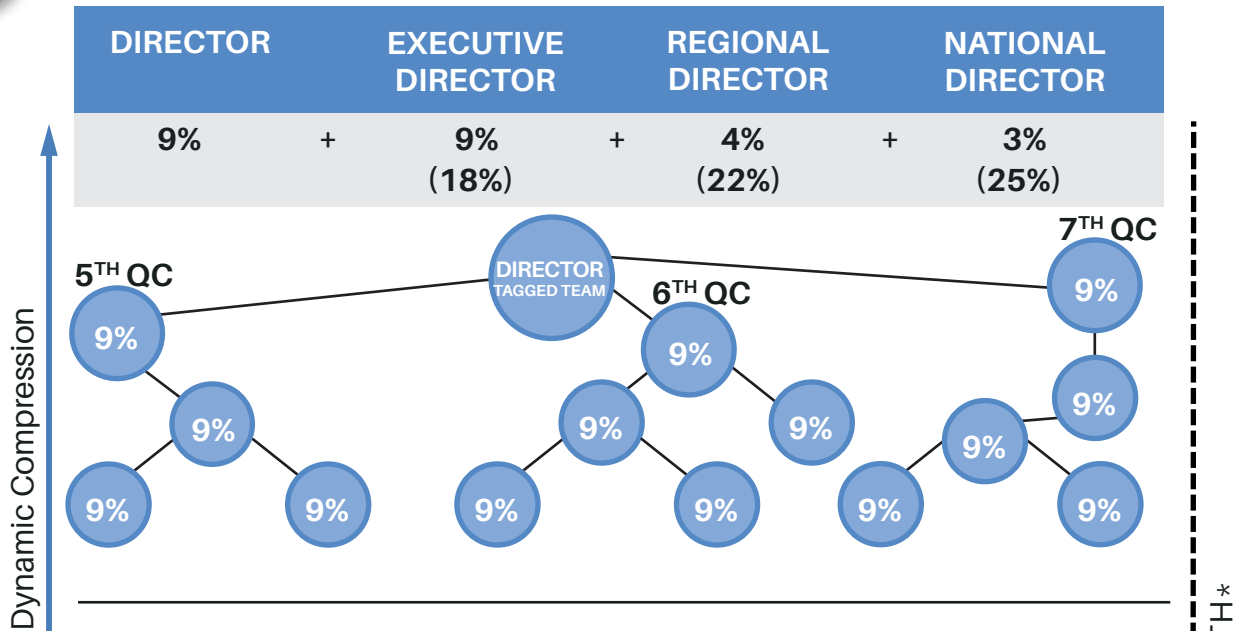 DIRECTOR
EXECUTIVE
DIRECTOR
REGIONAL
DIRECTOR
NATIONAL
DIRECTOR
9% + 9% + 4% + 3%
(18%) (22%) (25%)
7TH QC
5TH QC
DIRECTOR
TAGGED TEAM
6TH QC
9%
9%
9%
9%
9%
9%
9%
9%
9%
9%
9%
9%
9%
9%
Dynamic Compression